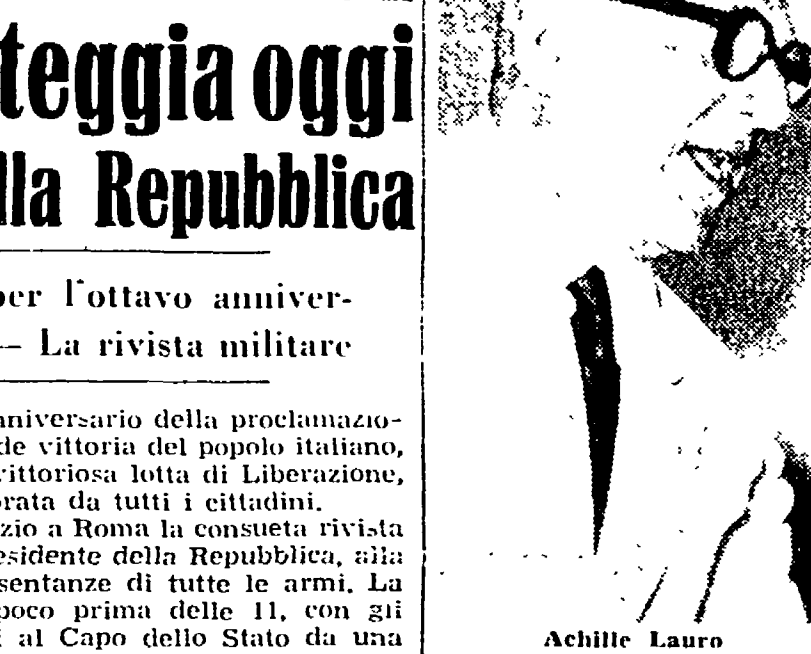 teggia oggi
lla Repubblica
per l'ottavo anniver-
— La rivista militare
anniversario della proclamazio-
de vittoria del popolo italiano,
vittoriosa lotta di Liberazione,
orata da tutti i cittadini.
zio a Roma la consueta rivista
esidente della Repubblica, alla
sentanze di tutte le armi. La
poco prima delle 11, con gli
i al Capo dello Stato da una
Achille Lauro